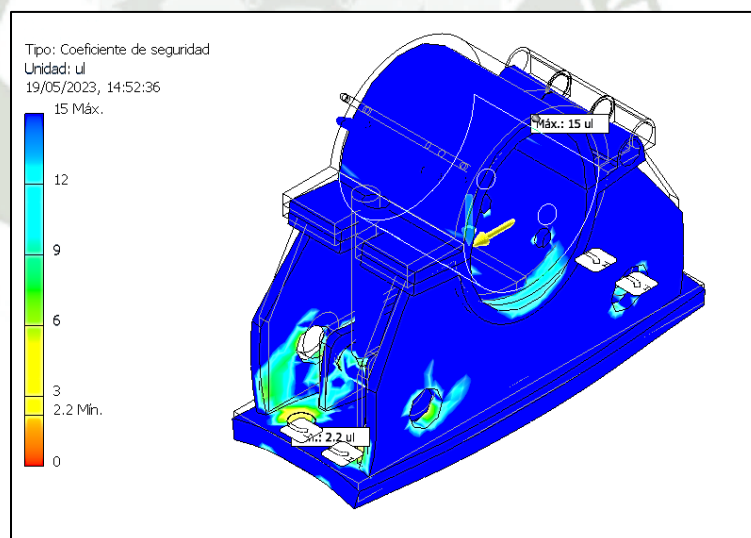 Tipo: Coeficiente de seguridad
Unidad: ul
19/05/2023, 14:52:36
15 Máx.
Máx.: 15 ul
12
9
6
3
2.2 Mín.
.: 2.2 ul
0